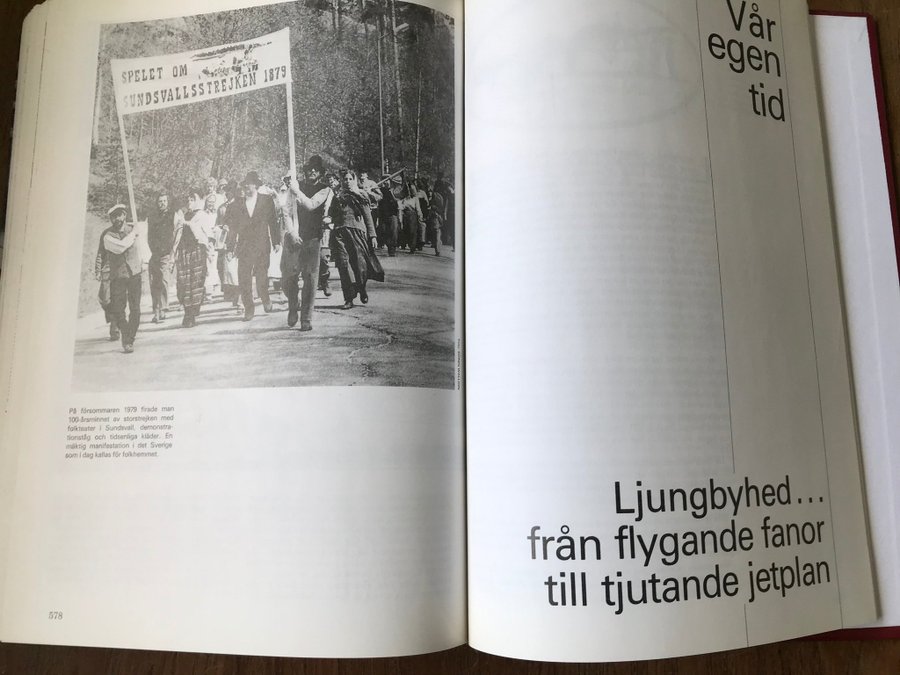 SPELET OM
SUNDSVALLSSTREJKEN 1879
På försommaren 1979 firade man
100-årsminnet av storstrejken med
folkteater i Sundsvall, demonstra-
tionståg och tidsenliga kläder. En
mäktig manifestation i det Sverige
som i dag kallas för folkhemmet.
578
Vår
egen
tid
Ljungbyhed...
från flygande fanor
till tjutande jetplan